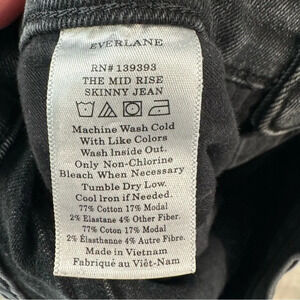 EVERLANE
RN# 139393
THE MID RISE
SKINNY JEAN
Machine Wash Cold
With Like Colors
Wash Inside Out.
Only Non-Chlorine
Bleach When Necessary
Tumble Dry Low.
Cool Iron if Needed.
77% Cotton 17% Modal
2% Elastane 4% Other Fiber.
77% Cotton 17% Modal
2% Élasthanne 4% Autre Fibre.
Made in Vietnam
Fabriqué au Viêt-Nam